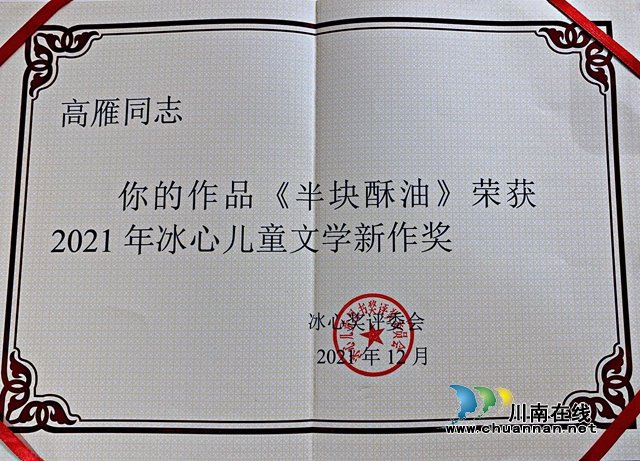 高雁同志
你的作品《半块酥油》荣获
2021年冰心儿童文学新作奖
冰心奖评委会
2021年12月
川南在线
www.chuannan.net